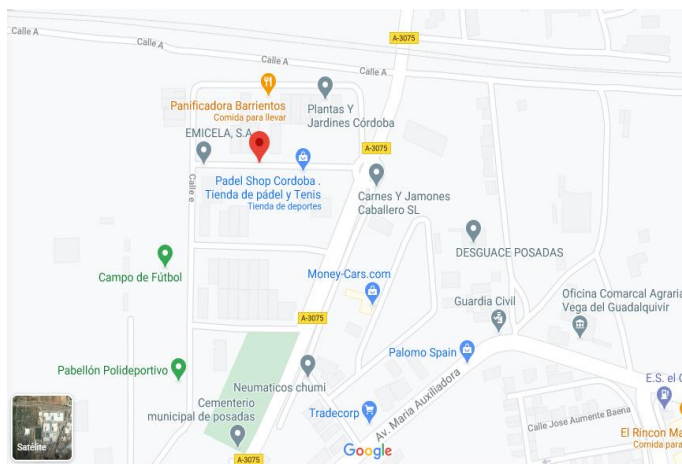 Calle A
A-3075
Calle A
Calle A
Calle A
Panificadora Barrientos
Comida para llevar
Plantas Y
Jardines Córdoba
EMICELA, S.A.
A-3075
Padel Shop Cordoba .
Tienda de pádel y Tenis
Tienda de deportes
Carnes Y Jamones
Caballero SL
Calle e
DESGUACE POSADAS
Campo de Fútbol
Money-Cars.com
Guardia Civil
Oficina Comarcal Agraria
Vega del Guadalquivir
A-3075
Palomo Spain
Pabellón Polideportivo
Neumaticos chumi
E.S. el
Cementerio
municipal de posadas
Tradecorp
Av. María Auxiliadora
Calle Jose Aumente Baena
El Rincon
Comida para
Satélite
Google
A-3075